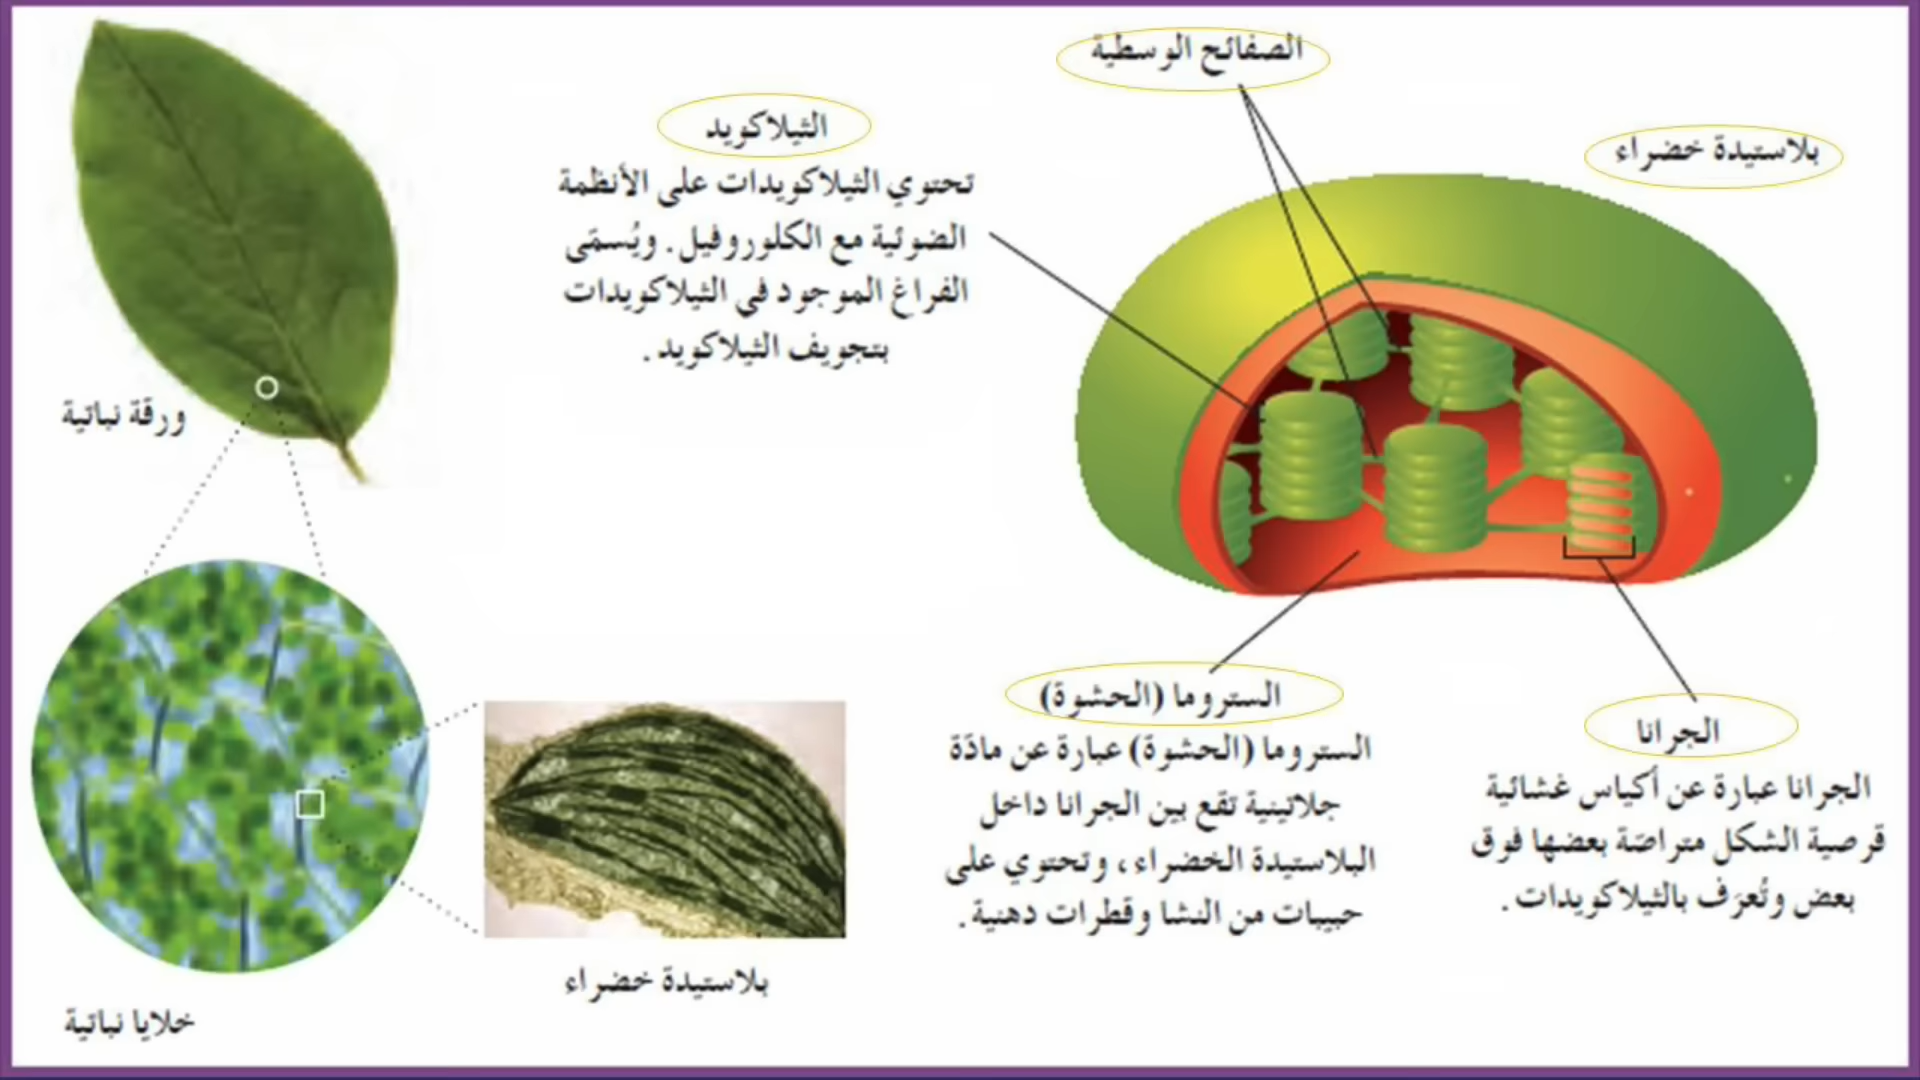 الصفائح الوسطية
بلاستيدة خضراء
الثيلاكويد
تحتوي الثيلاكويدات على الأنظمة
الضوئية مع الكلوروفيل. ويُسمّى
الفراغ الموجود في الثيلاكويدات
بتجويف الثيلاكويد.
ورقة نباتية
الستروما (الحشوة)
الستروما (الحشوة) عبارة عن مادّة
جلاتينية تقع بين الجرانا داخل
البلاستيدة الخضراء، وتحتوي على
حبيبات من النشا وقطرات دهنية.
الجرانا
الجرانا عبارة عن أكياس غشائية
قرصية الشكل متراصّة بعضها فوق
بعض وتُعرَف بالثيلاكويدات.
بلاستيدة خضراء
خلايا نباتية